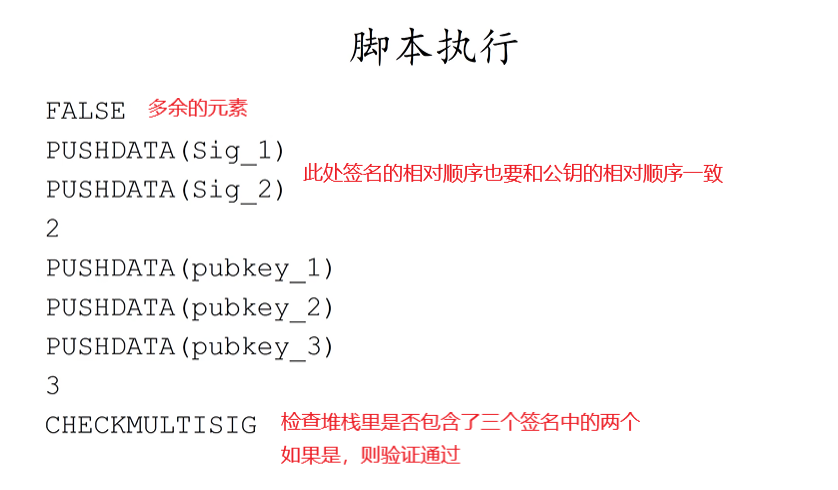 脚本执行
FALSE 多余的元素
PUSHDATA(Sig_1)
此处签名的相对顺序也要和公钥的相对顺序一致
PUSHDATA(Sig_2)
2
PUSHDATA(pubkey_1)
PUSHDATA(pubkey_2)
PUSHDATA(pubkey_3)
3
CHECKMULTISIG 检查堆栈里是否包含了三个签名中的两个
如果是，则验证通过